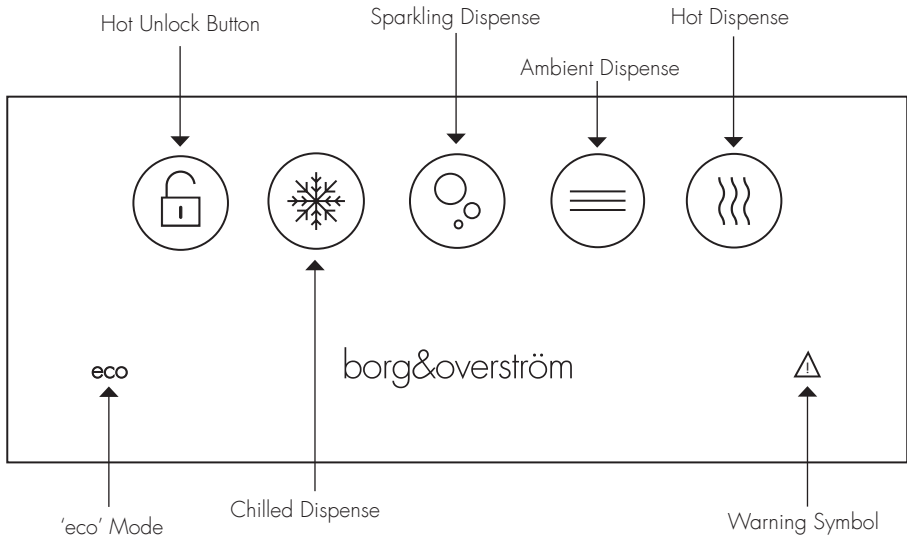 Sparkling Dispense
Hot Dispense
Hot Unlock Button
Ambient Dispense
eco
borg&overström
!
Chilled Dispense
‘eco’ Mode
Warning Symbol